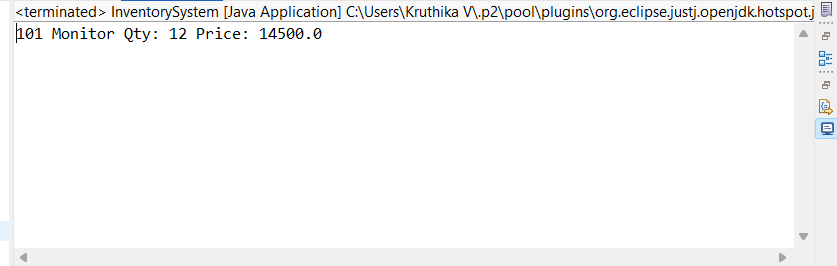 <terminated> InventorySystem [Java Application] C:\Users\Kruthika V\.p2\pool\plugins\org.eclipse.justj.openjdk.hotspot.j
101 Monitor Qty: 12 Price: 14500.0